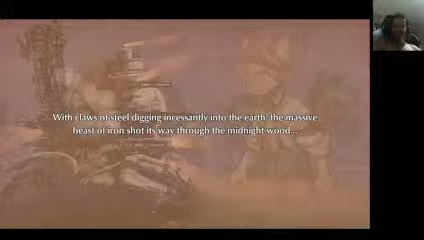 With claws of steel digging incessantly into the earth, the massive
beast of iron shot its way through the midnight wood...